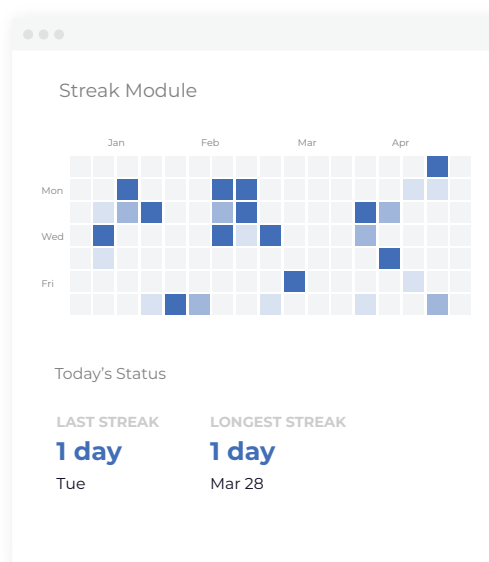 Streak Module
Jan Feb Mar Apr
Mon
Wed
Fri
Today’s Status
LAST STREAK LONGEST STREAK
1 day 1 day
Tue Mar 28